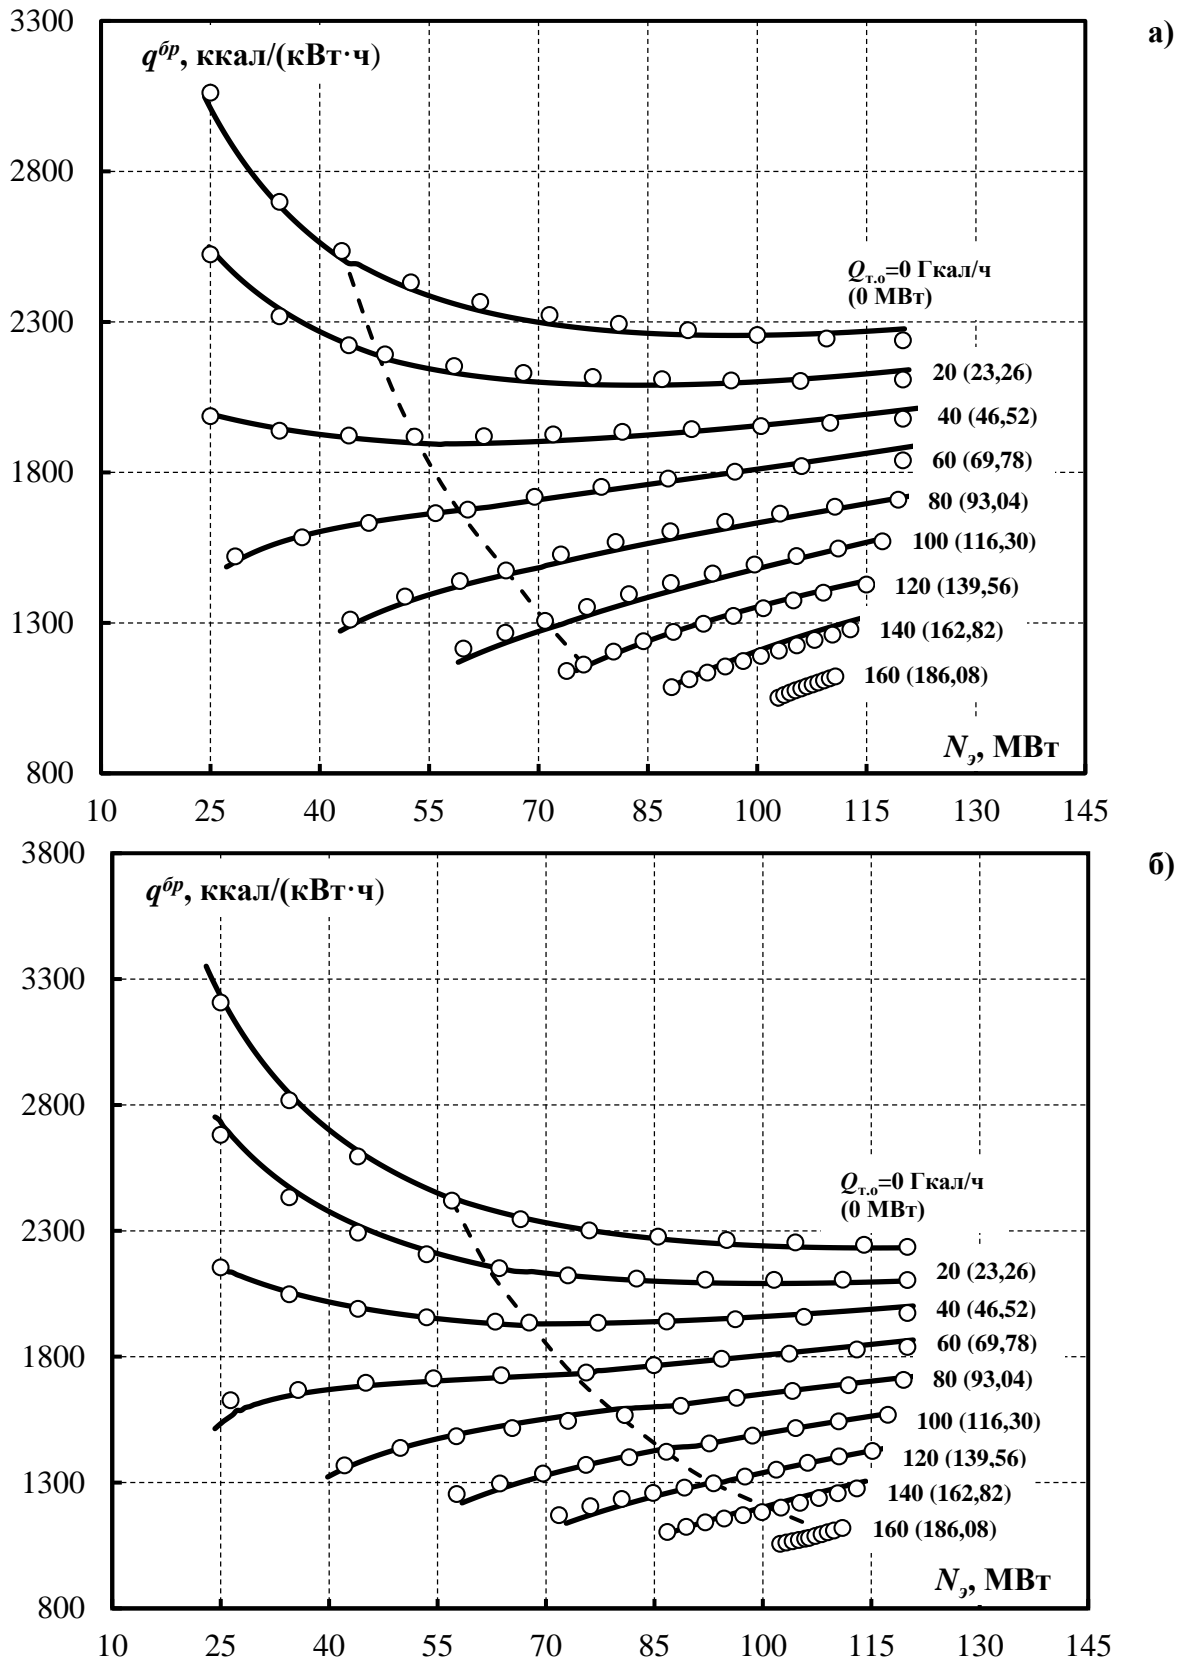 3300
а)
q^бр, ккал/(кВт·ч)
2800
Q_т.о=0 Гкал/ч
(0 МВт)
2300
20 (23,26)
40 (46,52)
60 (69,78)
1800
80 (93,04)
100 (116,30)
120 (139,56)
1300
140 (162,82)
160 (186,08)
N_э, МВт
800
10 25 40 55 70 85 100 115 130 145
3800
б)
q^бр, ккал/(кВт·ч)
3300
2800
Q_т.о=0 Гкал/ч
(0 МВт)
2300
20 (23,26)
40 (46,52)
60 (69,78)
1800
80 (93,04)
100 (116,30)
120 (139,56)
1300
140 (162,82)
160 (186,08)
N_э, МВт
800
10 25 40 55 70 85 100 115 130 145